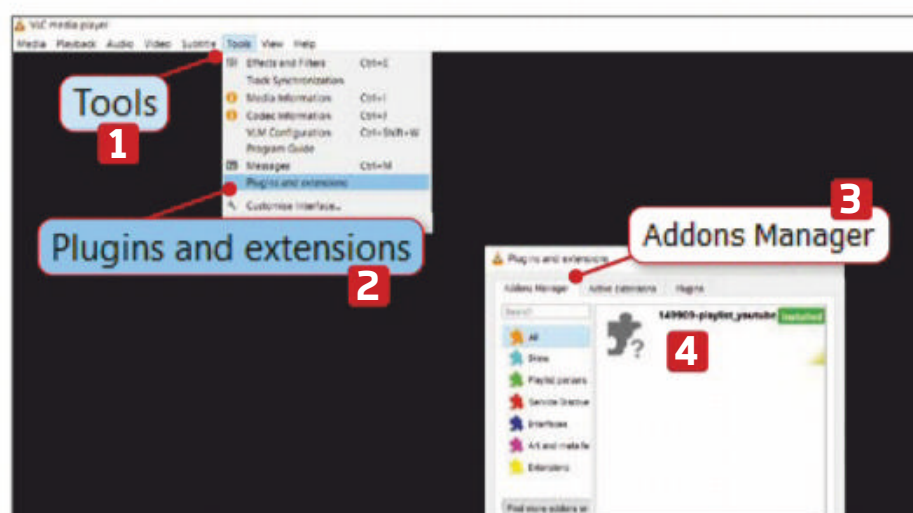 VLC media player
Media Playback Audio Video Subtitle Tools View Help
Effects and Filters Ctrl+E
Track Synchronization
Media Information Ctrl+I
Codec Information Ctrl+J
VLM Configuration Ctrl+Shift+W
Program Guide
Messages Ctrl+M
Plugins and extensions
Customise Interface...
Tools
1
Plugins and extensions
2
3
Addons Manager
Plugins and extensions
Addons Manager Active Extensions Plugins
Search
149909-playlist_youtube Installed
4
?
All
Skins
Playlist parsers
Service Discove
Interfaces
Art and meta fe
Extensions
Find more addons